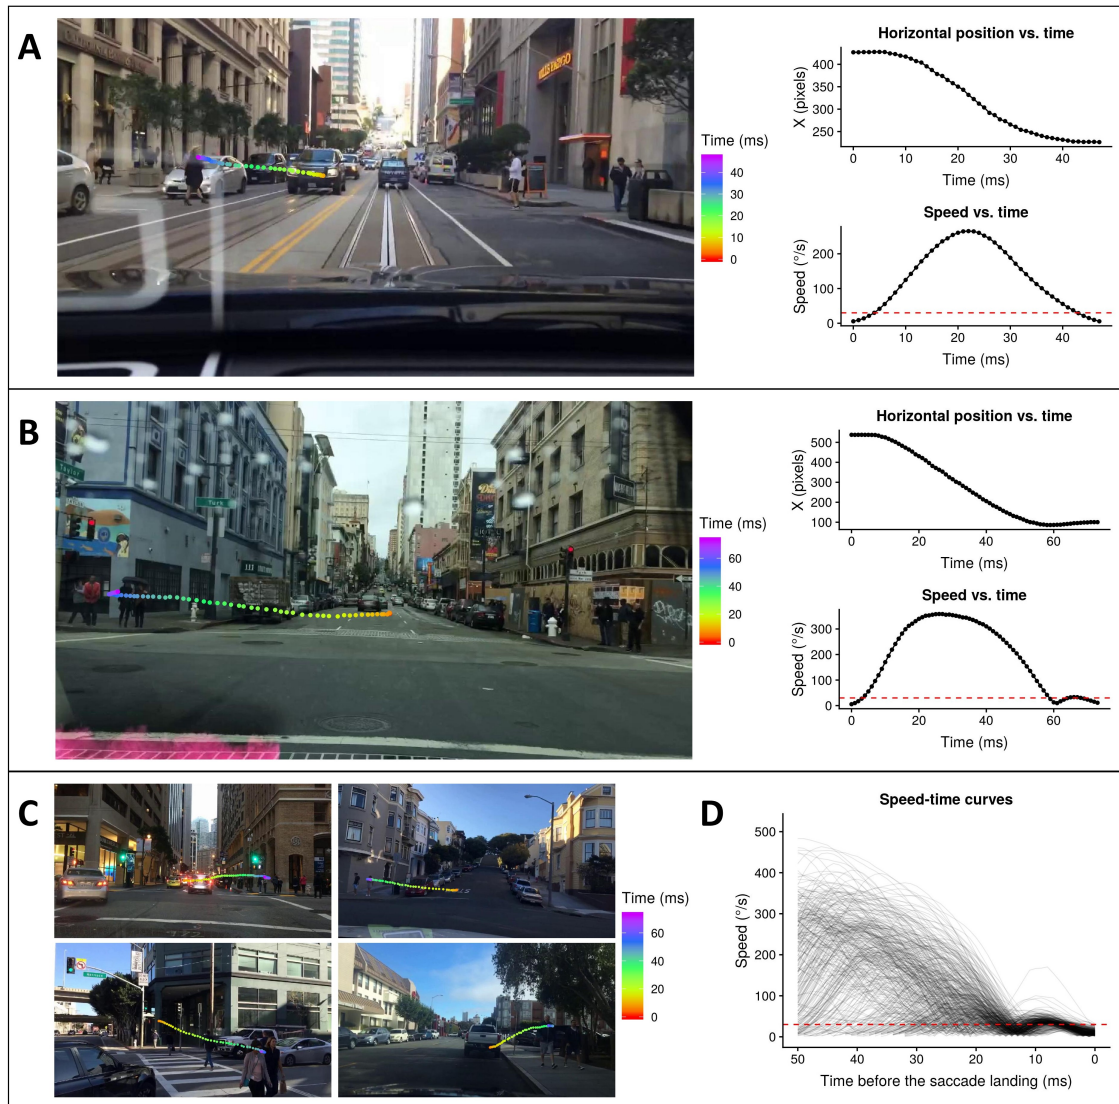 A
WELLS FARGO
Time (ms)
40
30
20
10
0
Horizontal position vs. time
X (pixels)
400
350
300
250
0
20
40
Time (ms)
Speed vs. time
Speed (°/s)
200
100
0
0
10
20
30
40
Time (ms)
B
Taylor
Turk
Time (ms)
60
40
20
0
Horizontal position vs. time
X (pixels)
500
400
300
200
100
0
20
40
60
Time (ms)
Speed vs. time
Speed (°/s)
300
200
100
0
0
20
40
60
Time (ms)
C
Time (ms)
60
40
20
0
D
Speed-time curves
Speed (°/s)
500
400
300
200
100
0
50
40
30
20
10
0
Time before the saccade landing (ms)